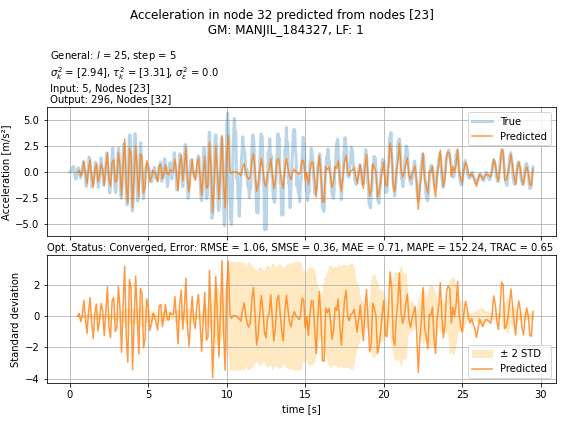 Acceleration in node 32 predicted from nodes [23]
GM: MANJIL_184327, LF: 1
General: l = 25, step = 5
σ²ₖ = [2.94], τ²ₖ = [3.31], σ²ε = 0.0
Input: 5, Nodes [23]
Output: 296, Nodes [32]
Acceleration [m/s²]
5.0
2.5
0.0
−2.5
−5.0
True
Predicted
Opt. Status: Converged, Error: RMSE = 1.06, SMSE = 0.36, MAE = 0.71, MAPE = 152.24, TRAC = 0.65
Standard deviation
2
0
−2
−4
± 2 STD
Predicted
0 5 10 15 20 25 30
time [s]